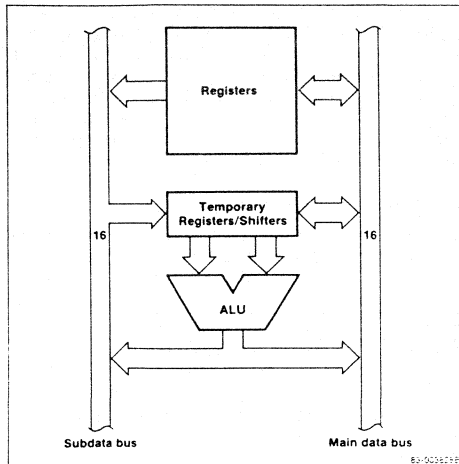 Registers
Temporary
Registers/Shifters
16
16
ALU
Subdata bus
Main data bus